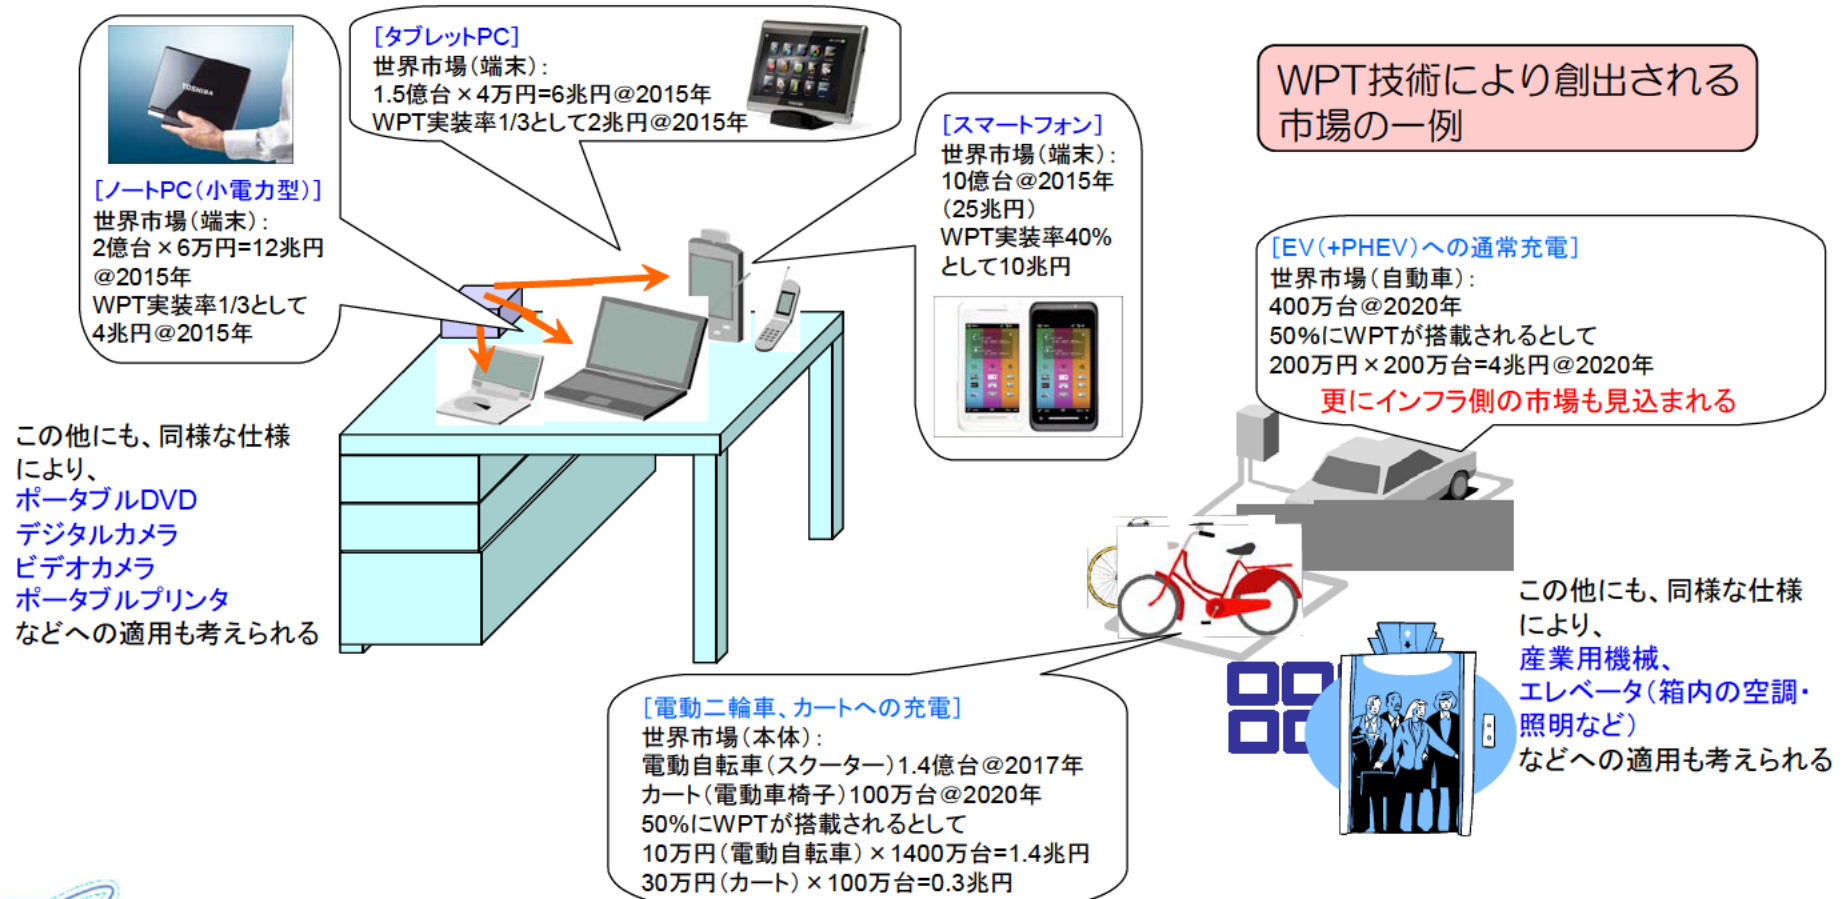 WPT技術により創出される
市場の一例
[ノートPC(小電力型)]
世界市場(端末):
2億台×6万円=12兆円
@2015年
WPT実装率1/3として
4兆円@2015年
[タブレットPC]
世界市場(端末):
1.5億台×4万円=6兆円@2015年
WPT実装率1/3として2兆円@2015年
[スマートフォン]
世界市場(端末):
10億台@2015年
(25兆円)
WPT実装率40%
として10兆円
[EV(+PHEV)への通常充電]
世界市場(自動車):
400万台@2020年
50%にWPTが搭載されるとして
200万円×200万台=4兆円@2020年
更にインフラ側の市場も見込まれる
この他にも、同様な仕様
により、
ポータブルDVD
デジタルカメラ
ビデオカメラ
ポータブルプリンタ
などへの適用も考えられる
[電動二輪車、カートへの充電]
世界市場(本体):
電動自転車(スクーター)1.4億台@2017年
カート(電動車椅子)100万台@2020年
50%にWPTが搭載されるとして
10万円(電動自転車)×1400万台=1.4兆円
30万円(カート)×100万台=0.3兆円
この他にも、同様な仕様
により、
産業用機械、
エレベータ(箱内の空調・
照明など)
などへの適用も考えられる
TOSHIBA